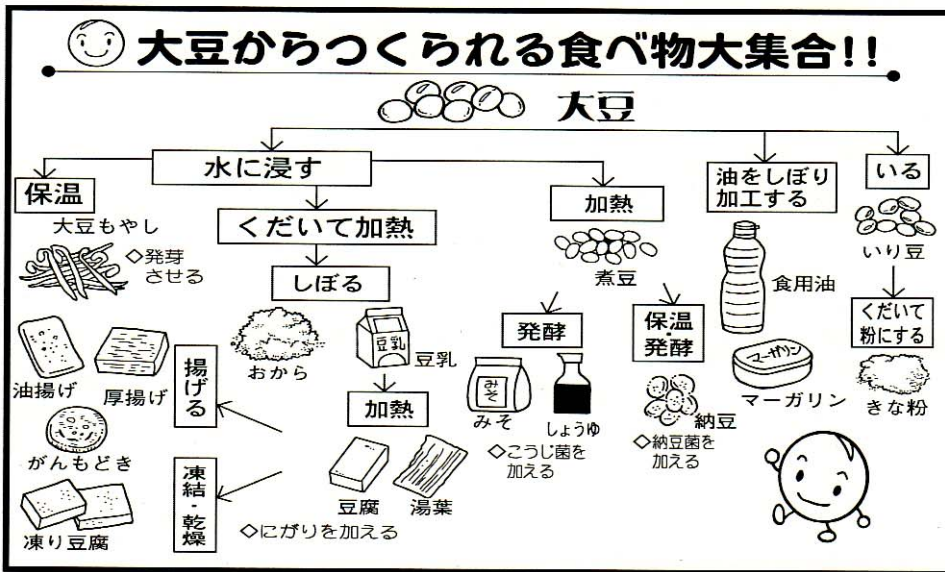 大豆からつくられる食べ物大集合!!
大豆
水に浸す
保温
大豆もやし
◇発芽
させる
くだいて加熱
しぼる
おから
豆乳
豆乳
加熱
豆腐
湯葉
◇にがりを加える
揚げる
油揚げ
厚揚げ
がんもどき
凍結・乾燥
凍り豆腐
加熱
煮豆
発酵
みそ
みそ
しょうゆ
◇こうじ菌を
加える
保温・
発酵
納豆
◇納豆菌を
加える
油をしぼり
加工する
食用油
マーガリン
マーガリン
いる
いり豆
くだいて
粉にする
きな粉